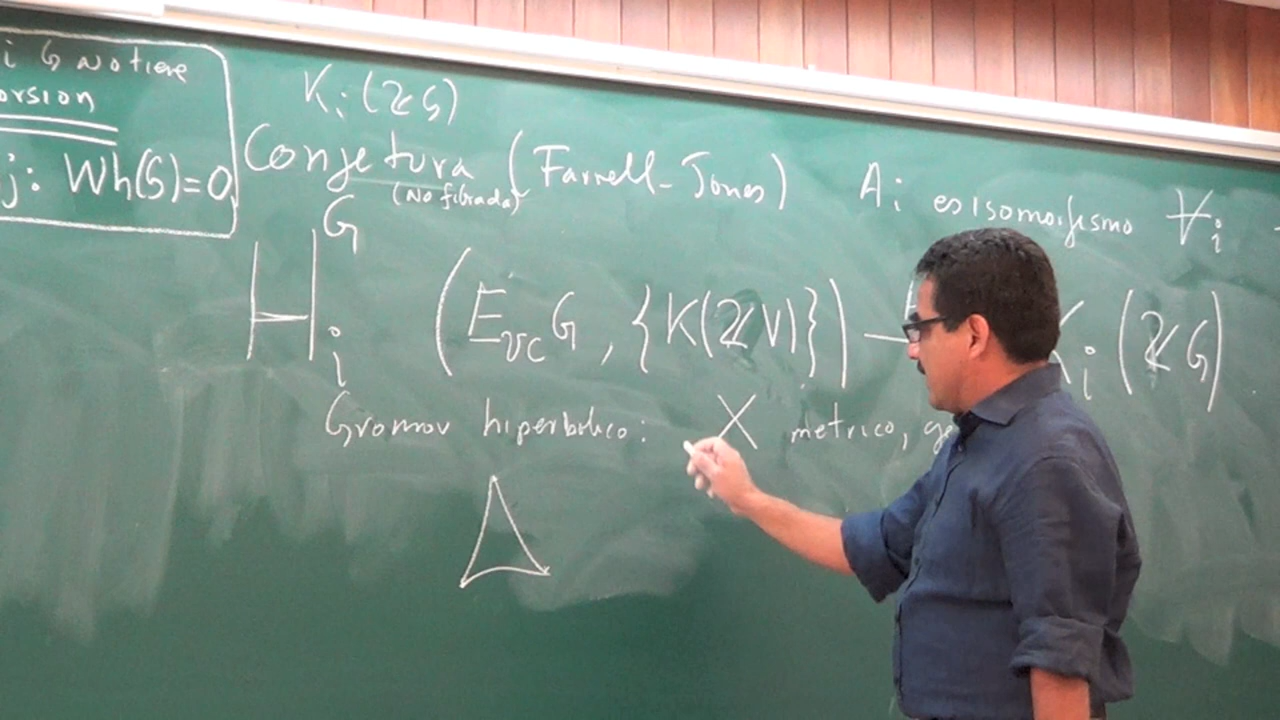 i G no tiene
orsion
j: Wh(G)=0
K_i(ℤG)
Conjetura (Farrell-Jones) A_i es isomorfismo ∀i
(No fibrada)
H_i^G (E_vc G, {K(ℤV)}) → K_i(ℤG)
Gromov hiperbolico: X metrico, ge